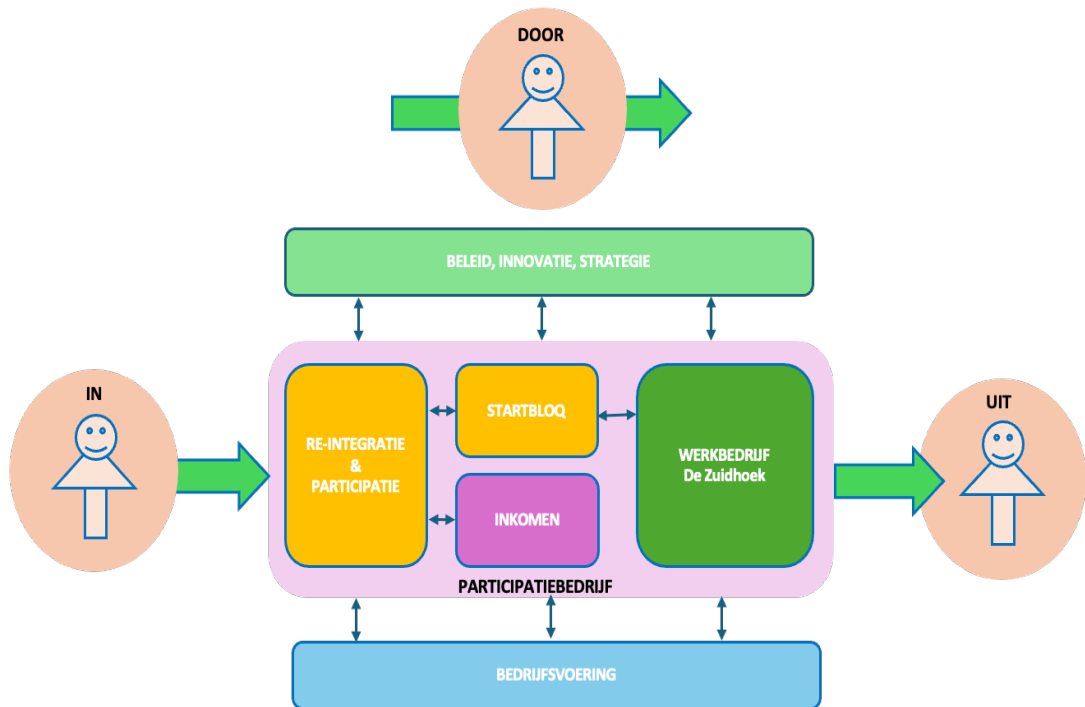 DOOR
BELEID, INNOVATIE, STRATEGIE
IN
RE-INTEGRATIE
&
PARTICIPATIE
STARTBLOQ
INKOMEN
WERKBEDRIJF
De Zuidhoek
UIT
PARTICIPATIEBEDRIJF
BEDRIJFSVOERING